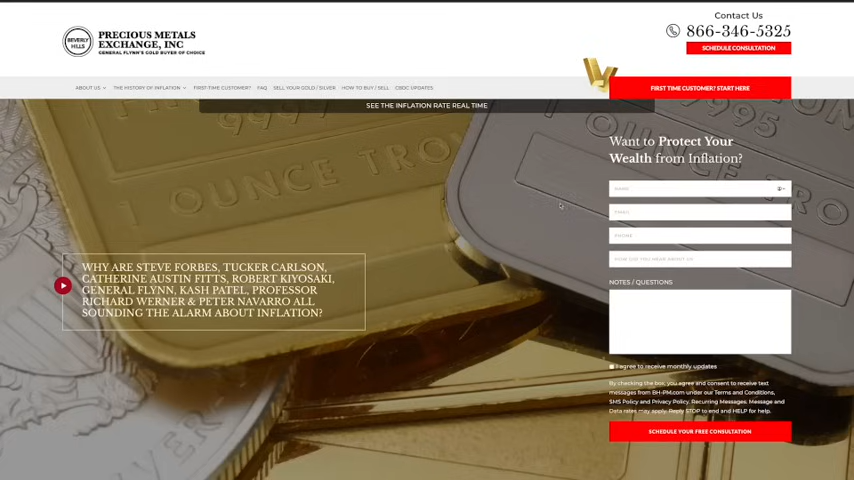 Contact Us
BEVERLY HILLS
PRECIOUS METALS
EXCHANGE, INC
GENERAL FLYNN'S GOLD BUYER OF CHOICE
866-346-5325
SCHEDULE CONSULTATION
ABOUT US THE HISTORY OF INFLATION FIRST-TIME CUSTOMER? FAQ SELL YOUR GOLD / SILVER HOW TO BUY / SELL CBDC UPDATES
FIRST TIME CUSTOMER? START HERE
SEE THE INFLATION RATE REAL TIME
1 OUNCE TRO
9995
Want to Protect Your
Wealth from Inflation?
NAME
EMAIL
PHONE
HOW DID YOU HEAR ABOUT US
NOTES / QUESTIONS
WHY ARE STEVE FORBES, TUCKER CARLSON,
CATHERINE AUSTIN FITTS, ROBERT KIYOSAKI,
GENERAL FLYNN, KASH PATEL, PROFESSOR
RICHARD WERNER & PETER NAVARRO ALL
SOUNDING THE ALARM ABOUT INFLATION?
I agree to receive monthly updates
By checking the box, you agree and consent to receive text
messages from BH-PM.com under our Terms and Conditions,
SMS Policy and Privacy Policy. Recurring Messages. Message and
Data rates may apply. Reply STOP to end and HELP for help.
SCHEDULE YOUR FREE CONSULTATION